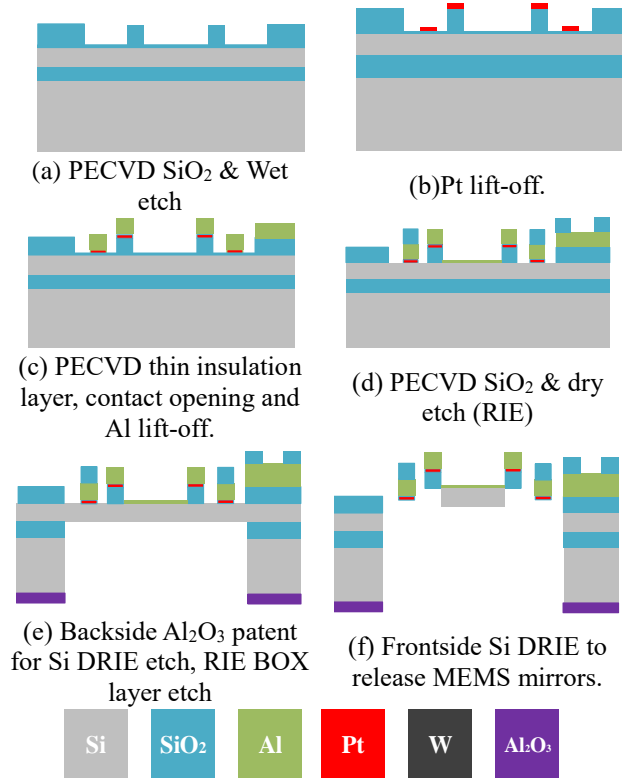 (a) PECVD SiO₂ & Wet
etch
(b)Pt lift-off.
(c) PECVD thin insulation
layer, contact opening and
Al lift-off.
(d) PECVD SiO₂ & dry
etch (RIE)
(e) Backside Al₂O₃ patent
for Si DRIE etch, RIE BOX
layer etch
(f) Frontside Si DRIE to
release MEMS mirrors.
Si SiO₂ Al Pt W Al₂O₃